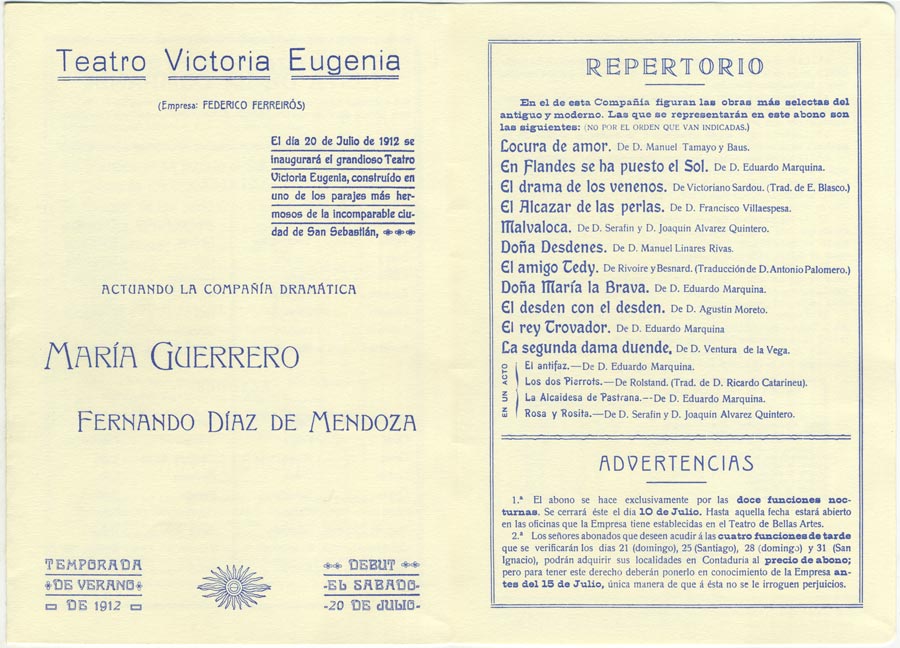 Teatro Victoria Eugenia
(Empresa: FEDERICO FERREIRÓS)
El día 20 de Julio de 1912 se
inaugurará el grandioso Teatro
Victoria Eugenia, construído en
uno de los parajes más her-
mosos de la incomparable ciu-
dad de San Sebastián,
ACTUANDO LA COMPAÑÍA DRAMÁTICA
MARÍA GUERRERO
FERNANDO DÍAZ DE MENDOZA
TEMPORADA
DE VERANO
DE 1912
DEBUT
-EL SABADO-
-20 DE JULIO-
REPERTORIO
En el de esta Compañía figuran las obras más selectas del
antiguo y moderno. Las que se representarán en este abono son
las siguientes: (NO POR EL ORDEN QUE VAN INDICADAS.)
Locura de amor. De D. Manuel Tamayo y Baus.
En Flandes se ha puesto el Sol. De D. Eduardo Marquina.
El drama de los venenos. De Victoriano Sardou. (Trad. de E. Blasco.)
El Alcazar de las perlas. De D. Francisco Villaespesa.
Malvaloca. De D. Serafin y D. Joaquin Alvarez Quintero.
Doña Desdenes. De D. Manuel Linares Rivas.
El amigo Tedy. De Rivoire y Besnard. (Traducción de D. Antonio Palomero.)
Doña María la Brava. De D. Eduardo Marquina.
El desden con el desden. De D. Agustin Moreto.
El rey Trovador. De D. Eduardo Marquina
La segunda dama duende. De D. Ventura de la Vega.
EN UN ACTO
El antifaz.—De D. Eduardo Marquina.
Los dos Pierrots.—De Rolstand. (Trad. de D. Ricardo Catarineu).
La Alcaidesa de Pastrana.--De D. Eduardo Marquina.
Rosa y Rosita.—De D. Serafin y D. Joaquin Alvarez Quintero.
ADVERTENCIAS
1.ª El abono se hace exclusivamente por las doce funciones noc-
turnas. Se cerrará éste el dia 10 de Julio. Hasta aquella fecha estará abierto
en las oficinas que la Empresa tiene establecidas en el Teatro de Bellas Artes.
2.ª Los señores abonados que deseen acudir á las cuatro funciones de tarde
que se verificarán los dias 21 (domingo), 25 (Santiago), 28 (domingo) y 31 (San
Ignacio), podrán adquirir sus localidades en Contaduria al precio de abono;
pero para tener este derecho deberán ponerlo en conocimiento de la Empresa an-
tes del 15 de Julio, única manera de que á ésta no se le irroguen perjuicios.